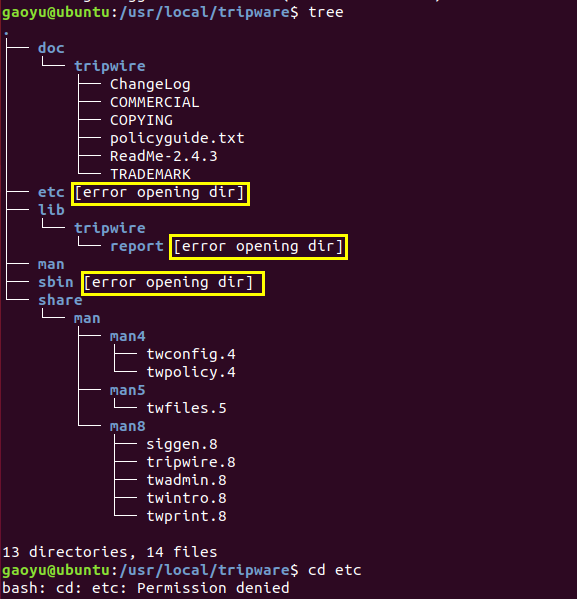 gaoyu@ubuntu:/usr/local/tripware$ tree
.
├── doc
│   └── tripwire
│       ├── ChangeLog
│       ├── COMMERCIAL
│       ├── COPYING
│       ├── policyguide.txt
│       ├── ReadMe-2.4.3
│       └── TRADEMARK
├── etc [error opening dir]
├── lib
│   └── tripwire
│       └── report [error opening dir]
├── man
├── sbin [error opening dir]
└── share
    └── man
        ├── man4
        │   ├── twconfig.4
        │   └── twpolicy.4
        ├── man5
        │   └── twfiles.5
        └── man8
            ├── siggen.8
            ├── tripwire.8
            ├── twadmin.8
            ├── twintro.8
            └── twprint.8
13 directories, 14 files
gaoyu@ubuntu:/usr/local/tripware$ cd etc
bash: cd: etc: Permission denied